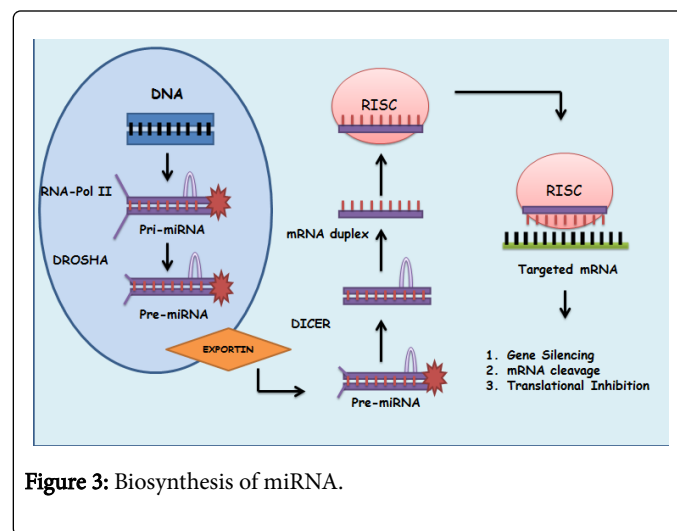 DNA
RNA-Pol II
Pri-miRNA
DROSHA
Pre-miRNA
EXPORTIN
Pre-miRNA
DICER
mRNA duplex
RISC
RISC
Targeted mRNA
1. Gene Silencing
2. mRNA cleavage
3. Translational Inhibition
Figure 3: Biosynthesis of miRNA.